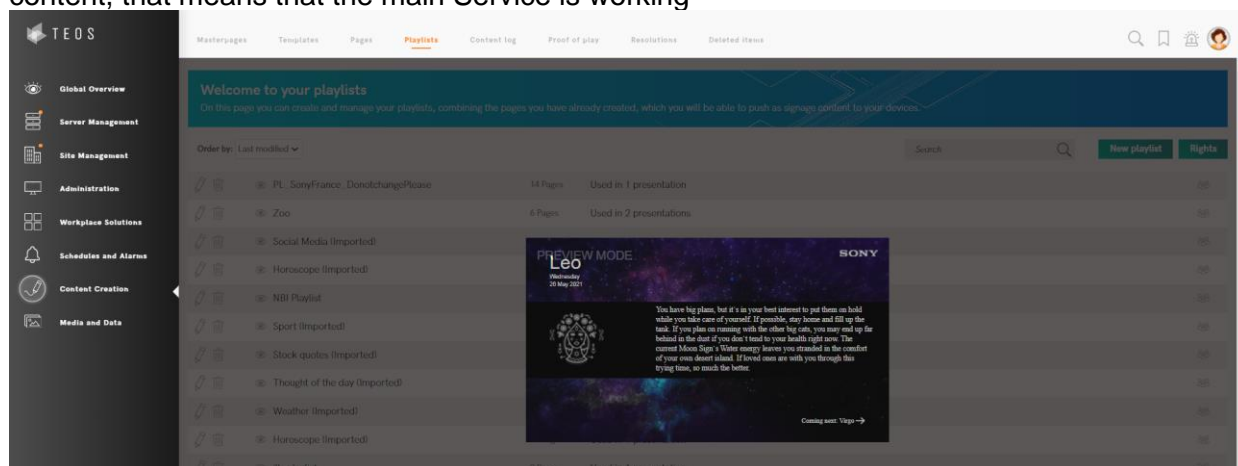 content, that means that the main Service is working
TEOS
Masterpages Templates Pages Playlists Content log Proof of play Resolutions Deleted items
Global Overview
Server Management
Site Management
Administration
Workplace Solutions
Schedules and Alarms
Content Creation
Media and Data
Welcome to your playlists
On this page you can create and manage your playlists, combining the pages you have already created, which you will be able to push as signage content to your devices.
Order by: Last modified Search New playlist Rights
PL_SonyFrance_DonotchangePlease 14 Pages Used in 1 presentation
Zoo 6 Pages Used in 2 presentations
Social Media (Imported)
Horoscope (Imported)
NBI Playlist
Sport (Imported)
Stock quotes (Imported)
Thought of the day (Imported)
Weather (Imported)
Horoscope (Imported)
PREVIEW MODE
SONY
Leo
Wednesday
26 May 2021
You have big plans, but it's in your best interest to put them on hold
while you take care of yourself. If possible, stay home and fill up the
tank. If you plan on running with the other big cats, you may end up far
behind in the dust if you don't tend to your health right now. The
current Moon Sign's Water energy leaves you stranded in the comfort
of your own desert island. If loved ones are with you through this
trying time, so much the better.
Coming next: Virgo